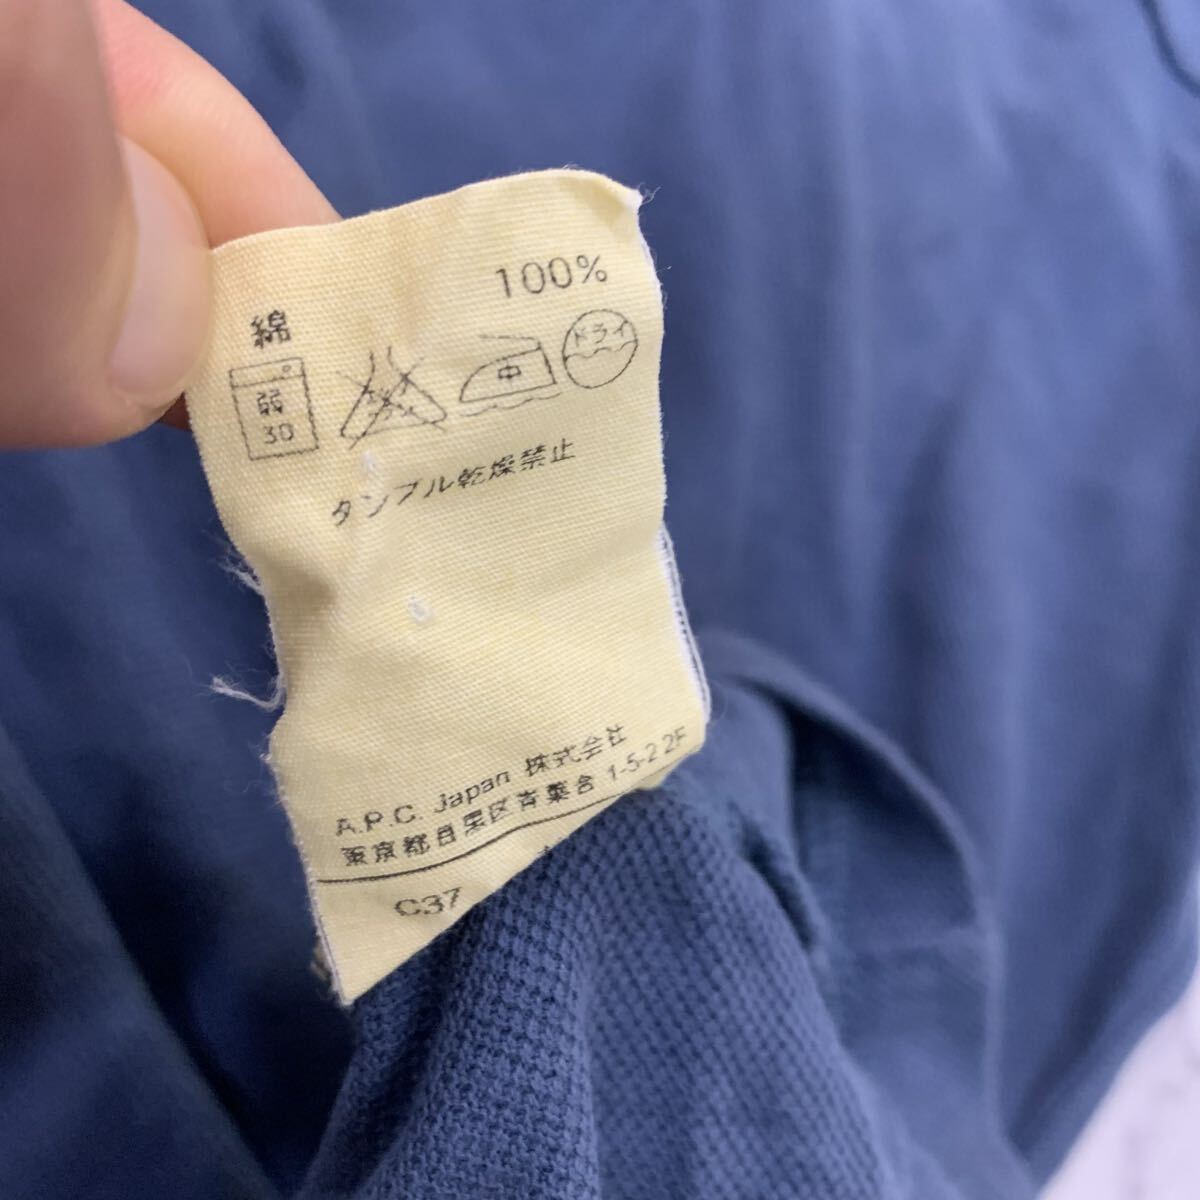 綿 100%
弱 30 中 ドライ
タンブル乾燥禁止
A.P.C. Japan 株式会社
東京都目黒区青葉台 1-5-2 2F
C37